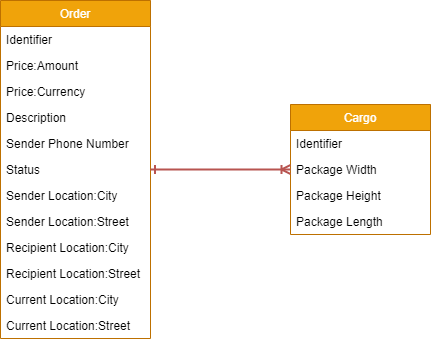 Order
Identifier
Price:Amount
Price:Currency
Description
Sender Phone Number
Status
Sender Location:City
Sender Location:Street
Recipient Location:City
Recipient Location:Street
Current Location:City
Current Location:Street
Cargo
Identifier
Package Width
Package Height
Package Length